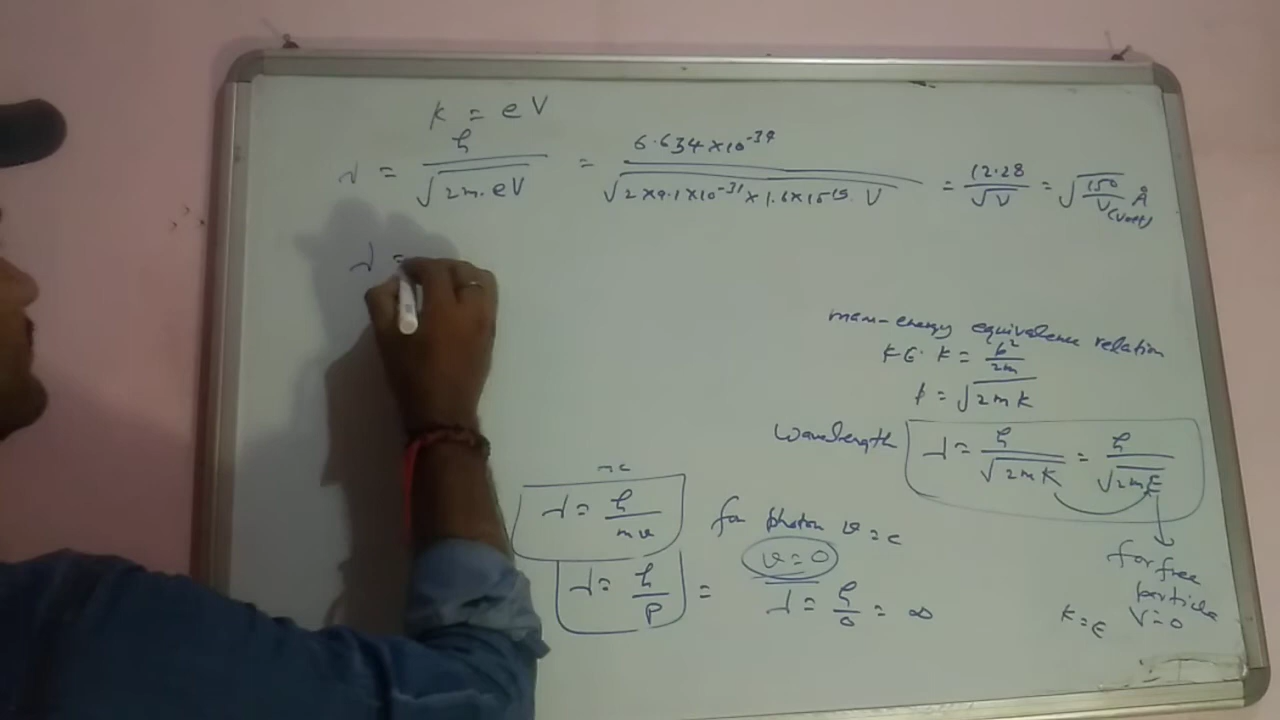 K = eV
λ = h / √2m.eV = 6.634×10^-34 / √2×9.1×10^-31×1.6×10^-19 V = 12.28 / √V = √150 / V(Volt) Å
λ =
mass-energy equivalence relation
K.E. K = p² / 2m
p = √2mK
Wavelength λ = h / √2mK = h / √2mE
for free
particle
K=E V=0
λ = h / mv
for photon v = c
v = 0
λ = h / p =
λ = h / 0 = ∞